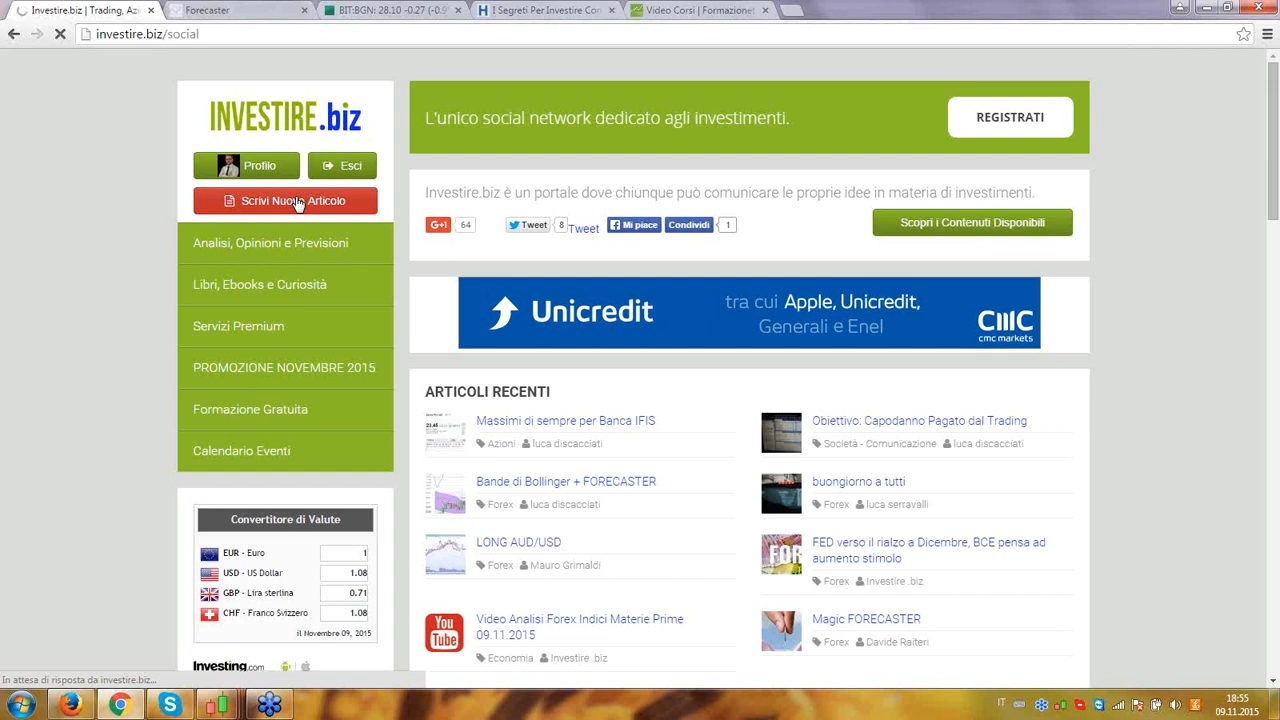 Investire.biz | Trading, Az
Forecaster
BIT:BGN: 28.10 -0.27 (-0.9
I Segreti Per Investire Con
Video Corsi | Formazionet
investire.biz/social
INVESTIRE.biz
L'unico social network dedicato agli investimenti.
REGISTRATI
Profilo
Esci
Scrivi Nuovo Articolo
Investire.biz è un portale dove chiunque può comunicare le proprie idee in materia di investimenti.
G+1 64
Tweet 8 Tweet
Mi piace Condividi 1
Scopri i Contenuti Disponibili
Analisi, Opinioni e Previsioni
Libri, Ebooks e Curiosità
Servizi Premium
PROMOZIONE NOVEMBRE 2015
Formazione Gratuita
Calendario Eventi
Unicredit
tra cui Apple, Unicredit,
Generali e Enel
cmc
cmc markets
ARTICOLI RECENTI
Massimi di sempre per Banca IFIS
Azioni luca discacciati
Obiettivo: Capodanno Pagato dal Trading
Società - Comunicazione luca discacciati
Bande di Bollinger + FORECASTER
Forex luca discacciati
buongiorno a tutti
Forex luca serravalli
LONG AUD/USD
Forex Mauro Grimaldi
FED verso il rialzo a Dicembre, BCE pensa ad
aumento stimolo
Forex Investire .biz
Video Analisi Forex Indici Materie Prime
09.11.2015
Economia Investire .biz
Magic FORECASTER
Forex Davide Raiteri
You
Tube
FOR
Convertitore di Valute
EUR - Euro 1
USD - US Dollar 1.08
GBP - Lira sterlina 0.71
CHF - Franco Svizzero 1.08
il Novembre 09, 2015
Investing.com
In attesa di risposta da investire.biz...
IT
18:55
09.11.2015